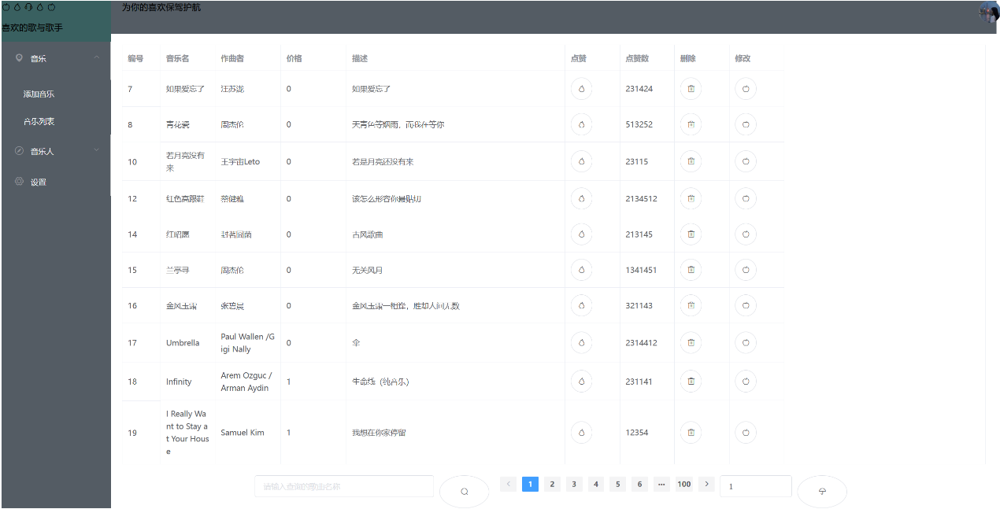 为你的喜欢保驾护航
喜欢的歌与歌手
音乐
添加音乐
音乐列表
音乐人
设置
编号 音乐名 作曲者 价格 描述 点赞 点赞数 删除 修改
7 如果爱忘了 汪苏泷 0 如果爱忘了 231424
8 青花瓷 周杰伦 0 天青色等烟雨，而我在等你 513252
若月亮没有
10 王宇宙Leto 0 若是月亮还没有来 23115
来
12 红色高跟鞋 蔡健雅 0 该怎么形容你最贴切 2134512
14 红昭愿 封茗囧菌 0 古风歌曲 213145
15 兰亭寻 周杰伦 0 无关风月 1341451
16 金风玉露 张碧晨 0 金风玉露一相逢，胜却人间无数 321143
Paul Wallen /G
17 Umbrella 0 伞 2314412
igi Nally
Arem Ozguc /
18 Infinity 1 生命线（纯音乐） 231141
Arman Aydin
I Really Wa
nt to Stay a
19 Samuel Kim 1 我想在你家停留 12354
t Your Hous
e
请输入查询的歌曲名称 1 2 3 4 5 6 ··· 100 1